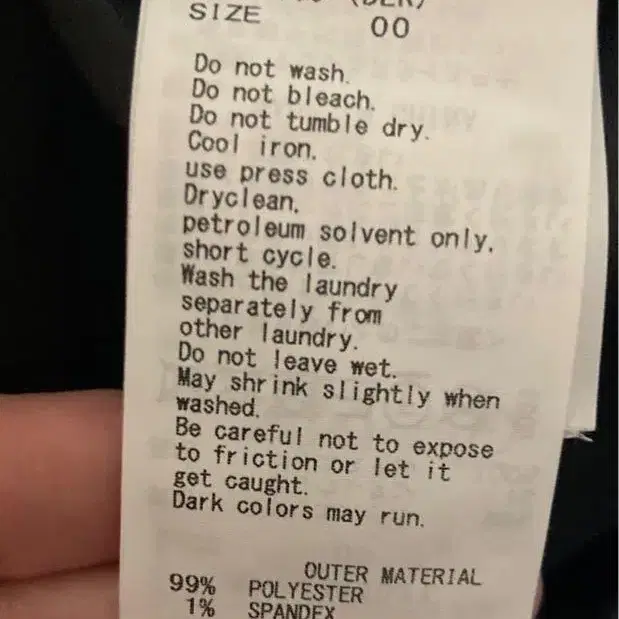 SIZE 00
Do not wash.
Do not bleach.
Do not tumble dry.
Cool iron.
use press cloth.
Dryclean.
petroleum solvent only.
short cycle.
Wash the laundry
separately from
other laundry.
Do not leave wet.
May shrink slightly when
washed.
Be careful not to expose
to friction or let it
get caught.
Dark colors may run.
OUTER MATERIAL
99% POLYESTER
1% SPANDEX